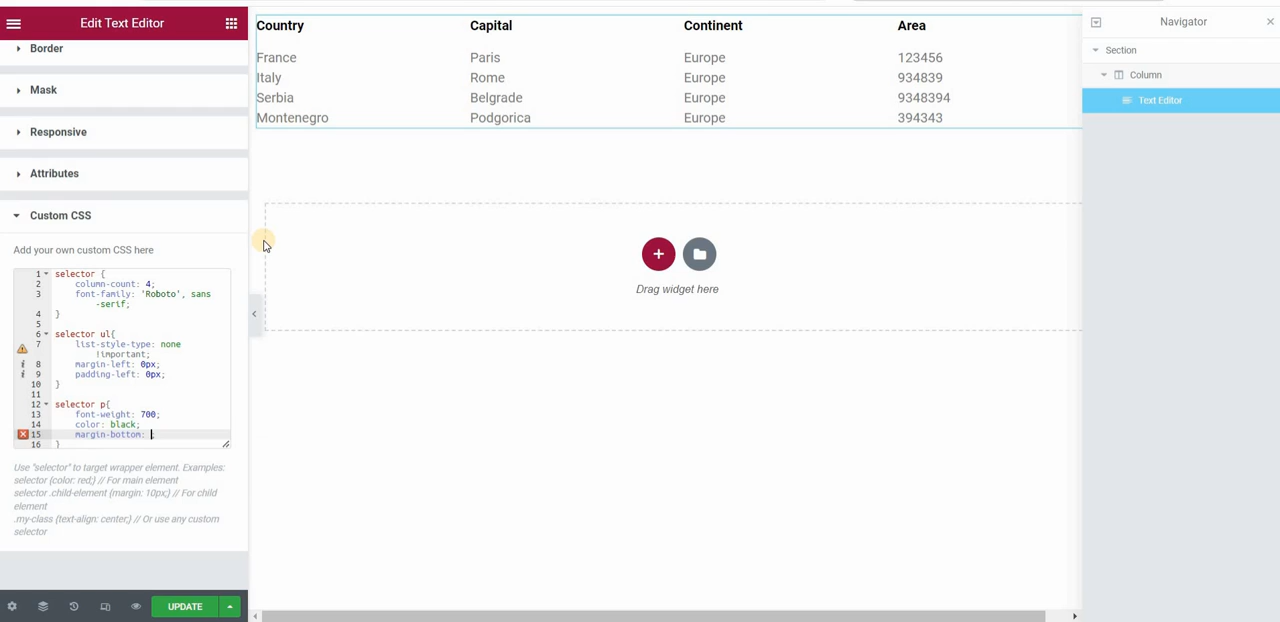 Edit Text Editor
Border
Mask
Responsive
Attributes
Custom CSS
Add your own custom CSS here
1 selector {
2 column-count: 4;
3 font-family: 'Roboto', sans
-serif;
4 }
5
6 selector ul{
7 list-style-type: none
!important;
8 margin-left: 0px;
9 padding-left: 0px;
10 }
11
12 selector p{
13 font-weight: 700;
14 color: black;
15 margin-bottom: ;
16 }
Use "selector" to target wrapper element. Examples:
selector {color: red;} // For main element
selector .child-element {margin: 10px;} // For child
element
.my-class {text-align: center;} // Or use any custom
selector
UPDATE
Country Capital Continent Area
France Paris Europe 123456
Italy Rome Europe 934839
Serbia Belgrade Europe 9348394
Montenegro Podgorica Europe 394343
Drag widget here
Navigator
Section
Column
Text Editor